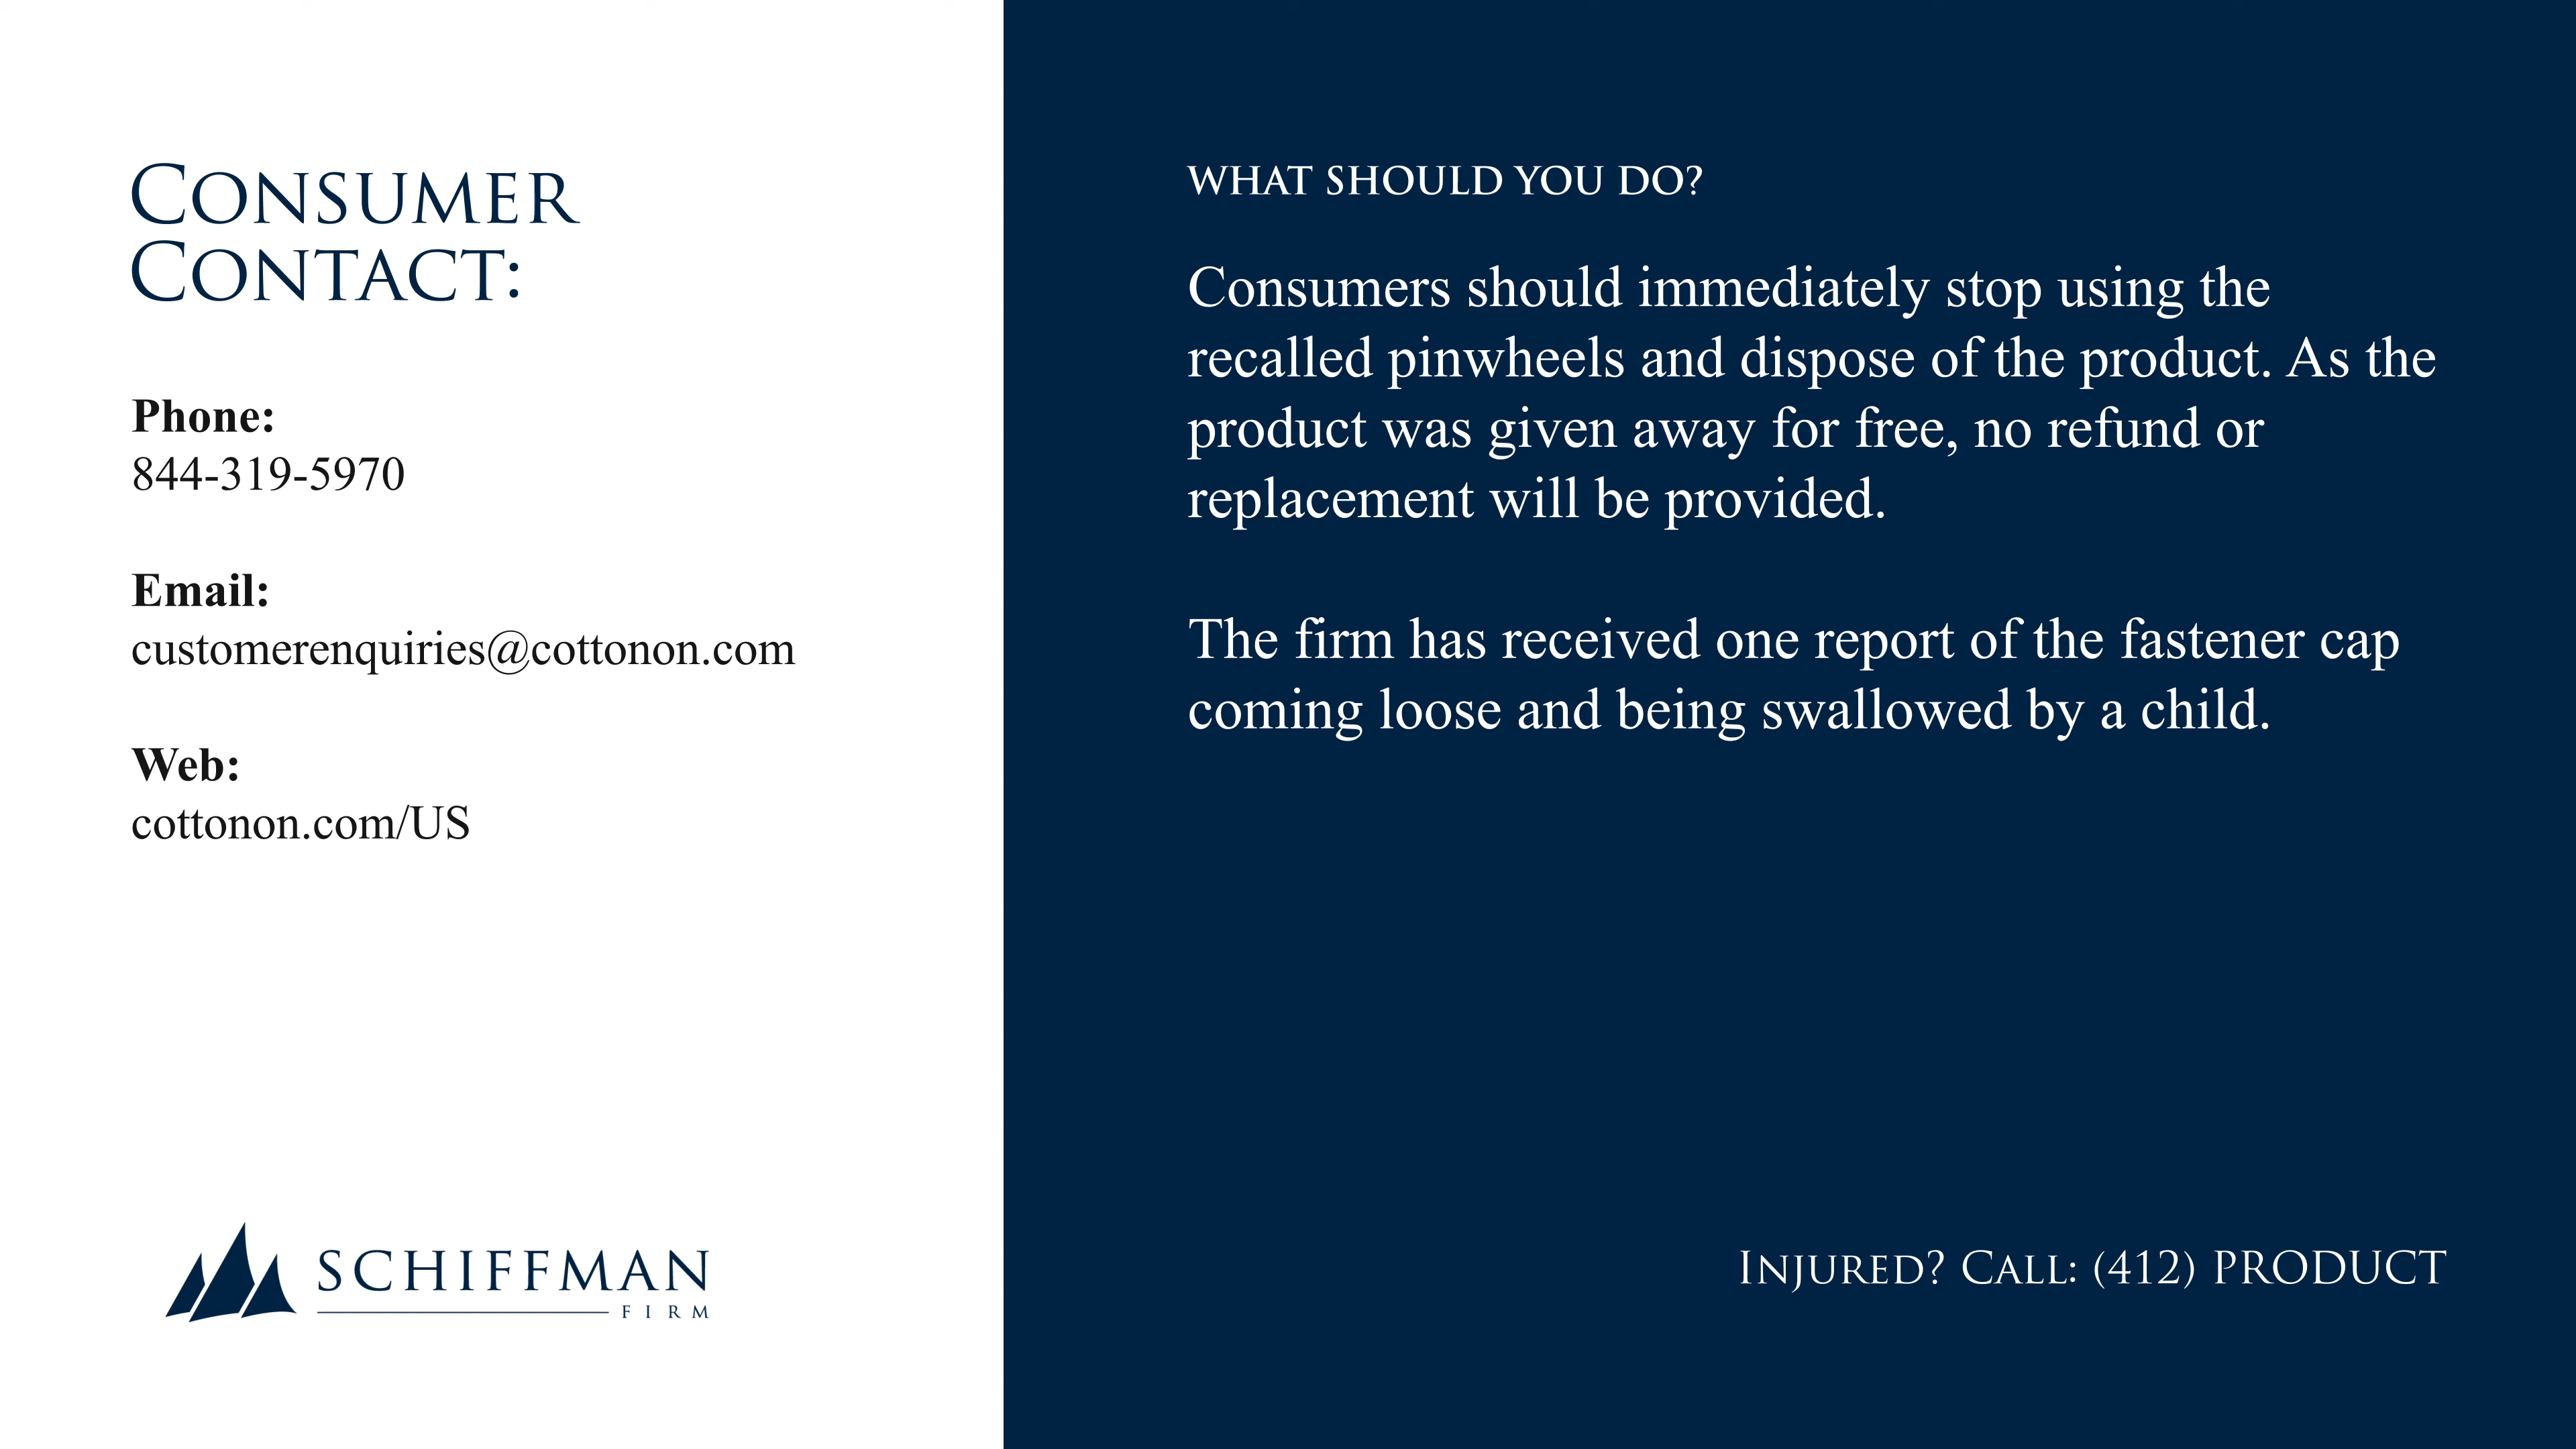 CONSUMER
CONTACT:
Phone:
844-319-5970
Email:
customerenquiries@cottonon.com
Web:
cottonon.com/US
SCHIFFMAN
FIRM
WHAT SHOULD YOU DO?
Consumers should immediately stop using the
recalled pinwheels and dispose of the product. As the
product was given away for free, no refund or
replacement will be provided.
The firm has received one report of the fastener cap
coming loose and being swallowed by a child.
INJURED? CALL: (412) PRODUCT